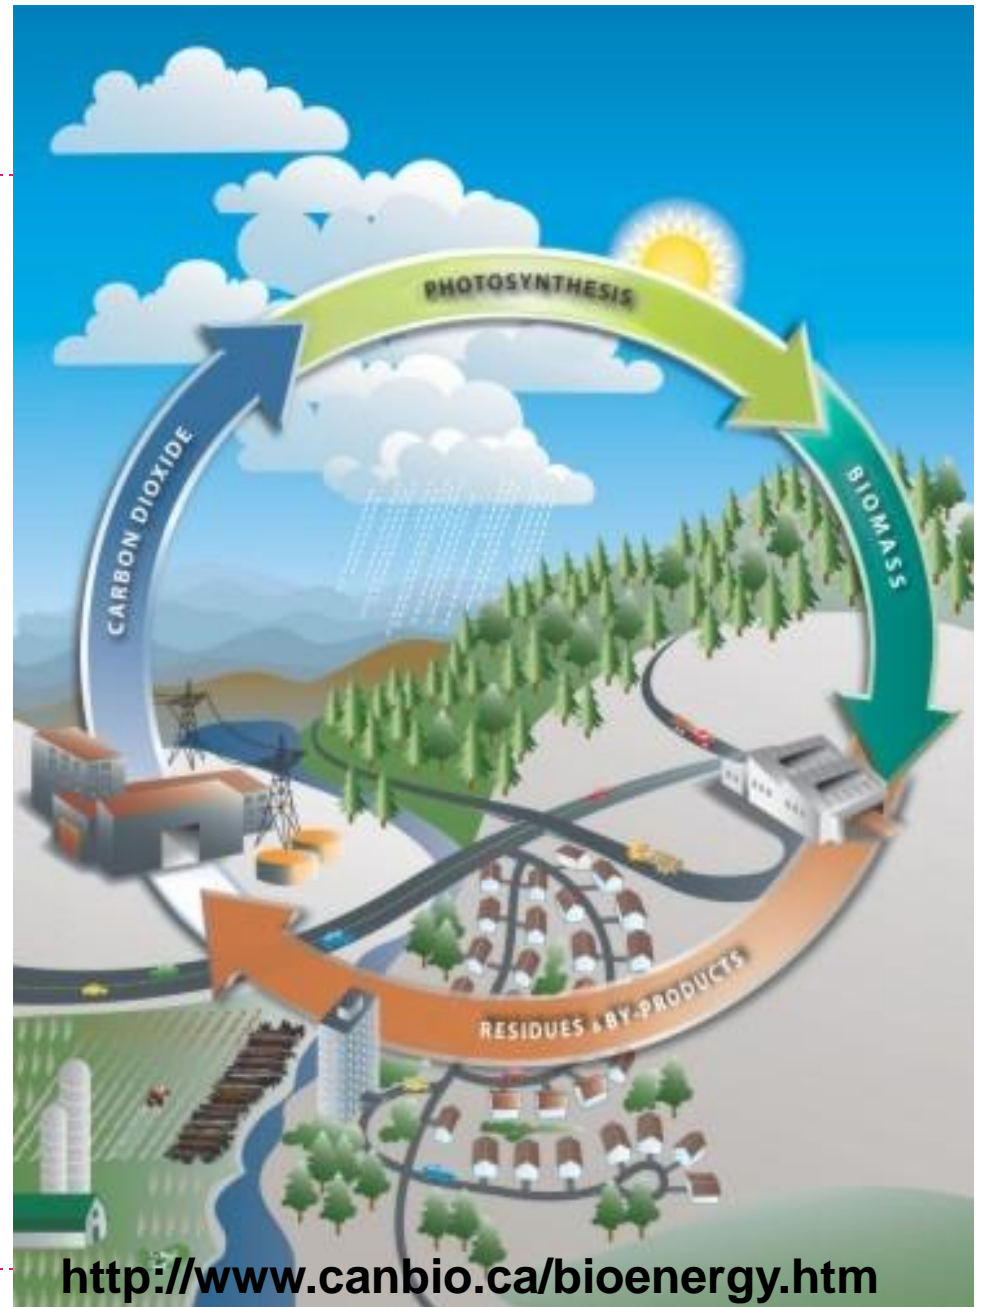 PHOTOSYNTHESIS
BIOMASS
CARBON DIOXIDE
RESIDUES & BY-PRODUCTS
http://www.canbio.ca/bioenergy.htm